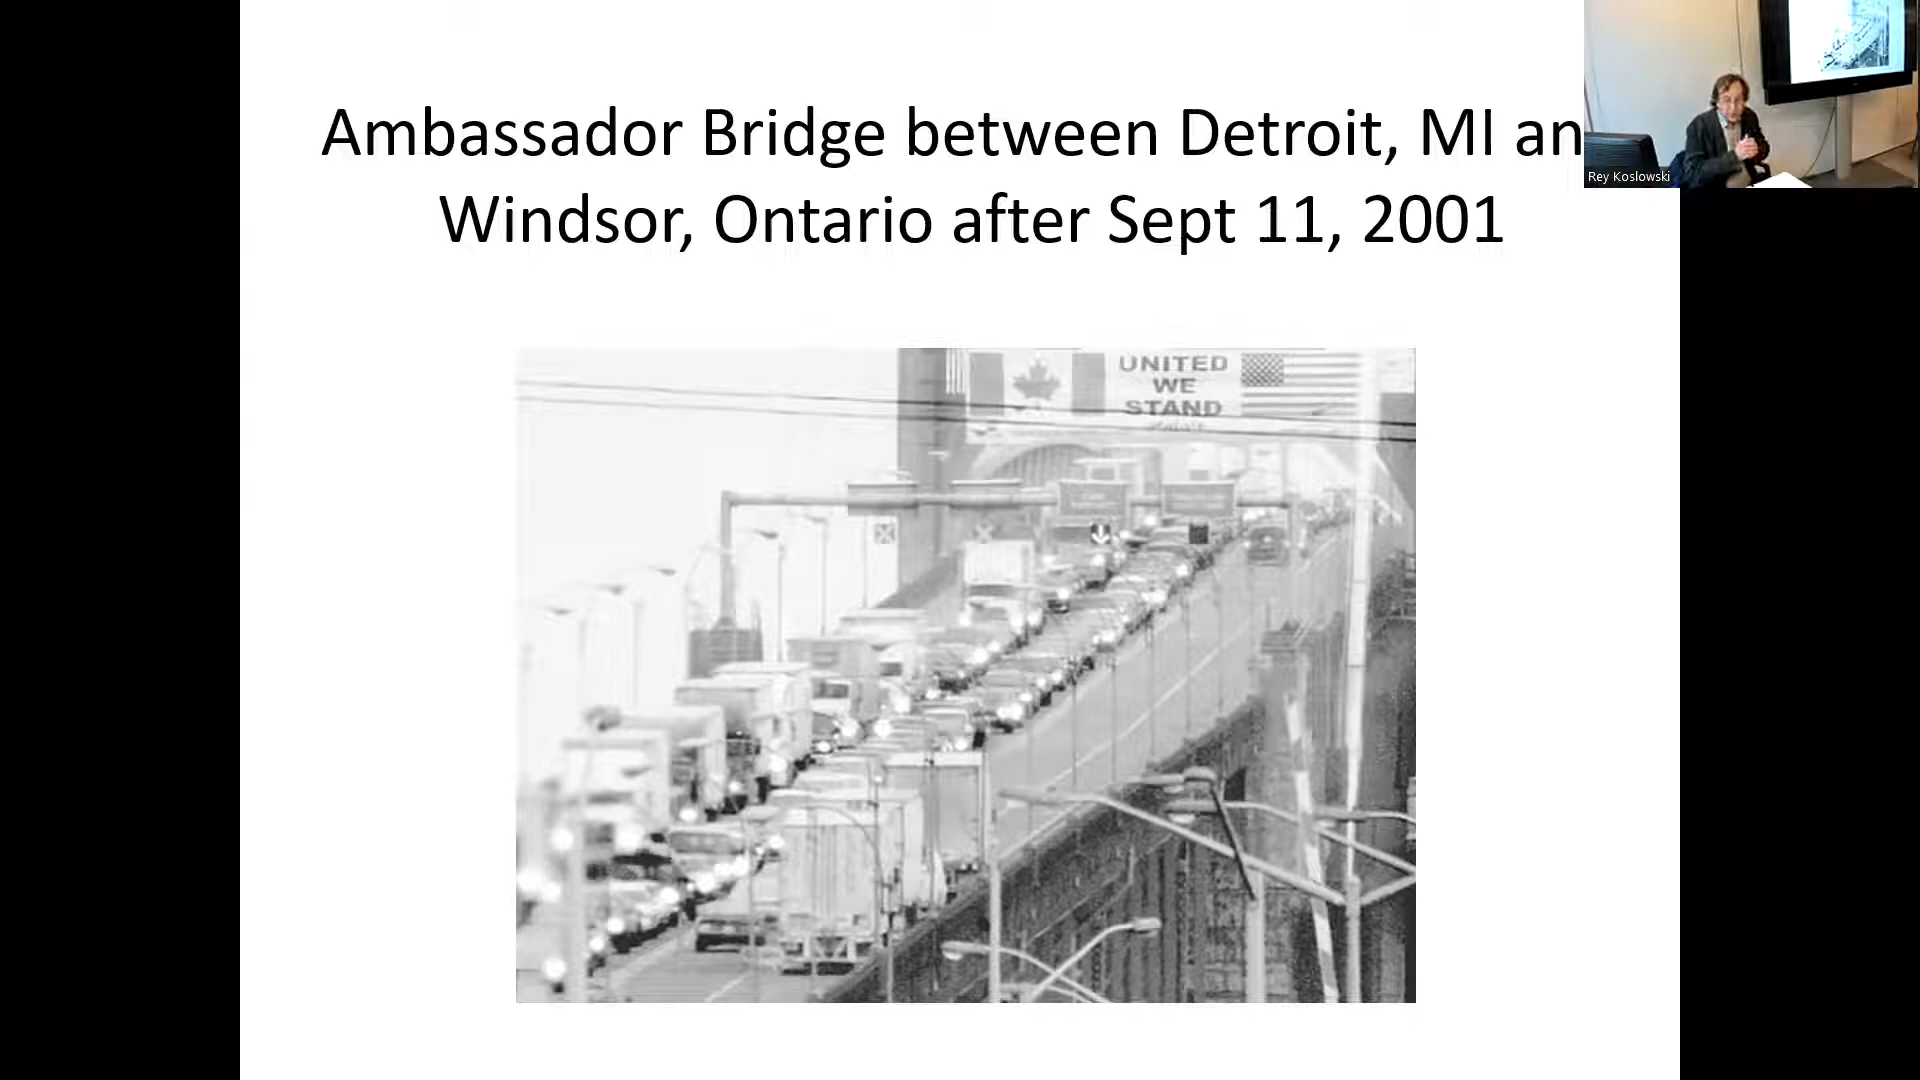 Ambassador Bridge between Detroit, MI an
Windsor, Ontario after Sept 11, 2001
Rey Koslowski
UNITED
WE
STAND